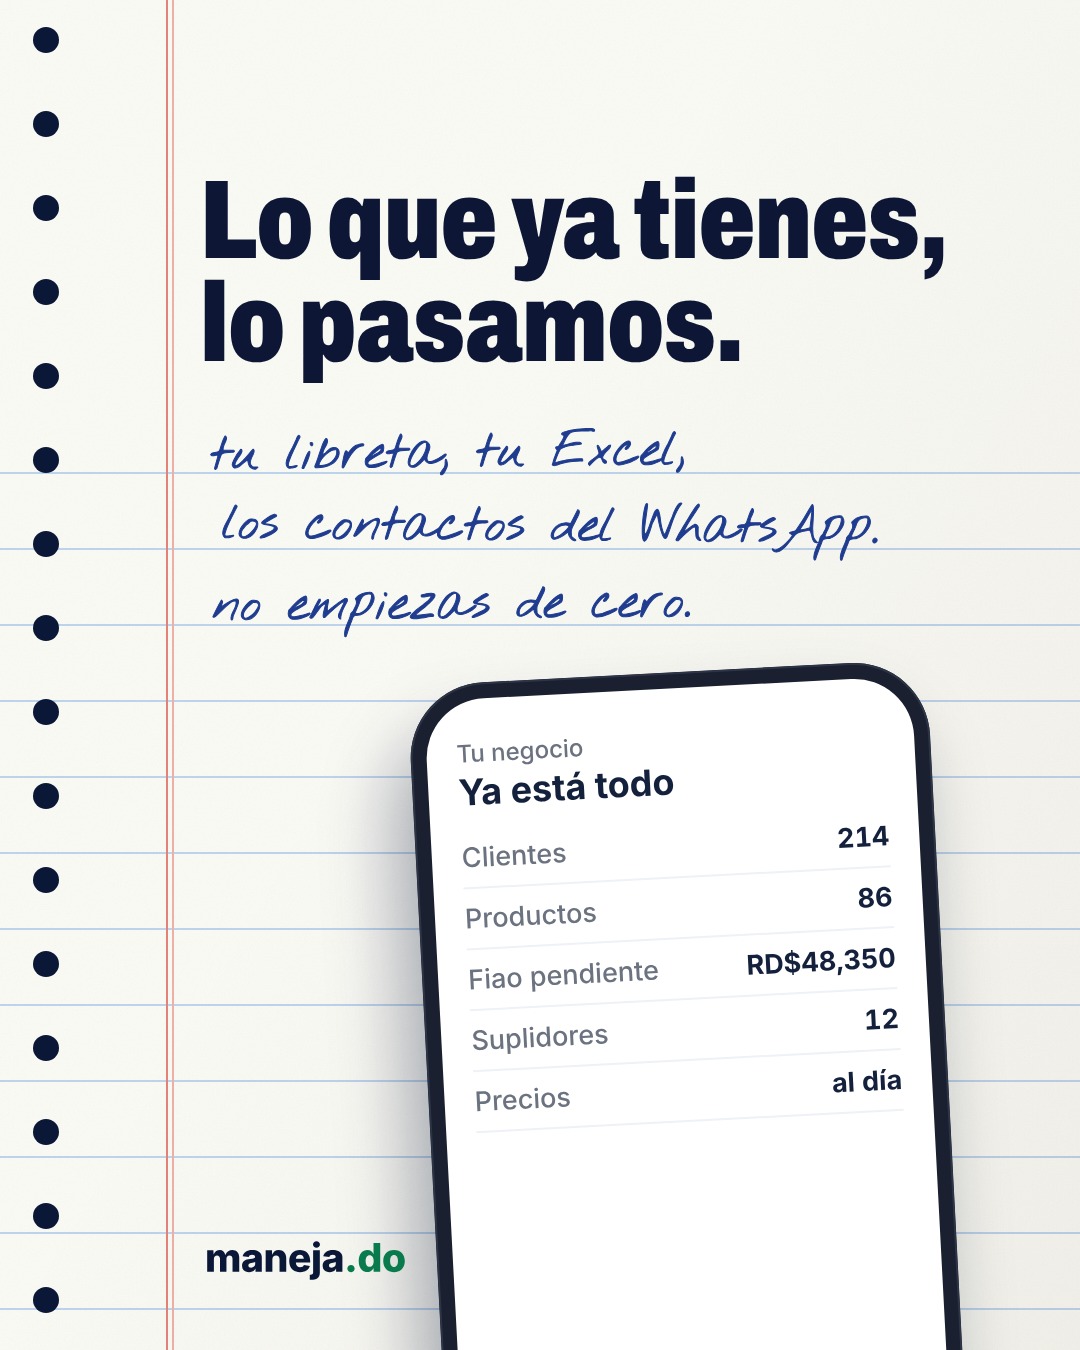 Lo que ya tienes,
lo pasamos.
tu libreta, tu Excel,
los contactos del WhatsApp.
no empiezas de cero.
Tu negocio
Ya está todo
Clientes 214
Productos 86
Fiao pendiente RD$48,350
Suplidores 12
Precios al día
maneja.do